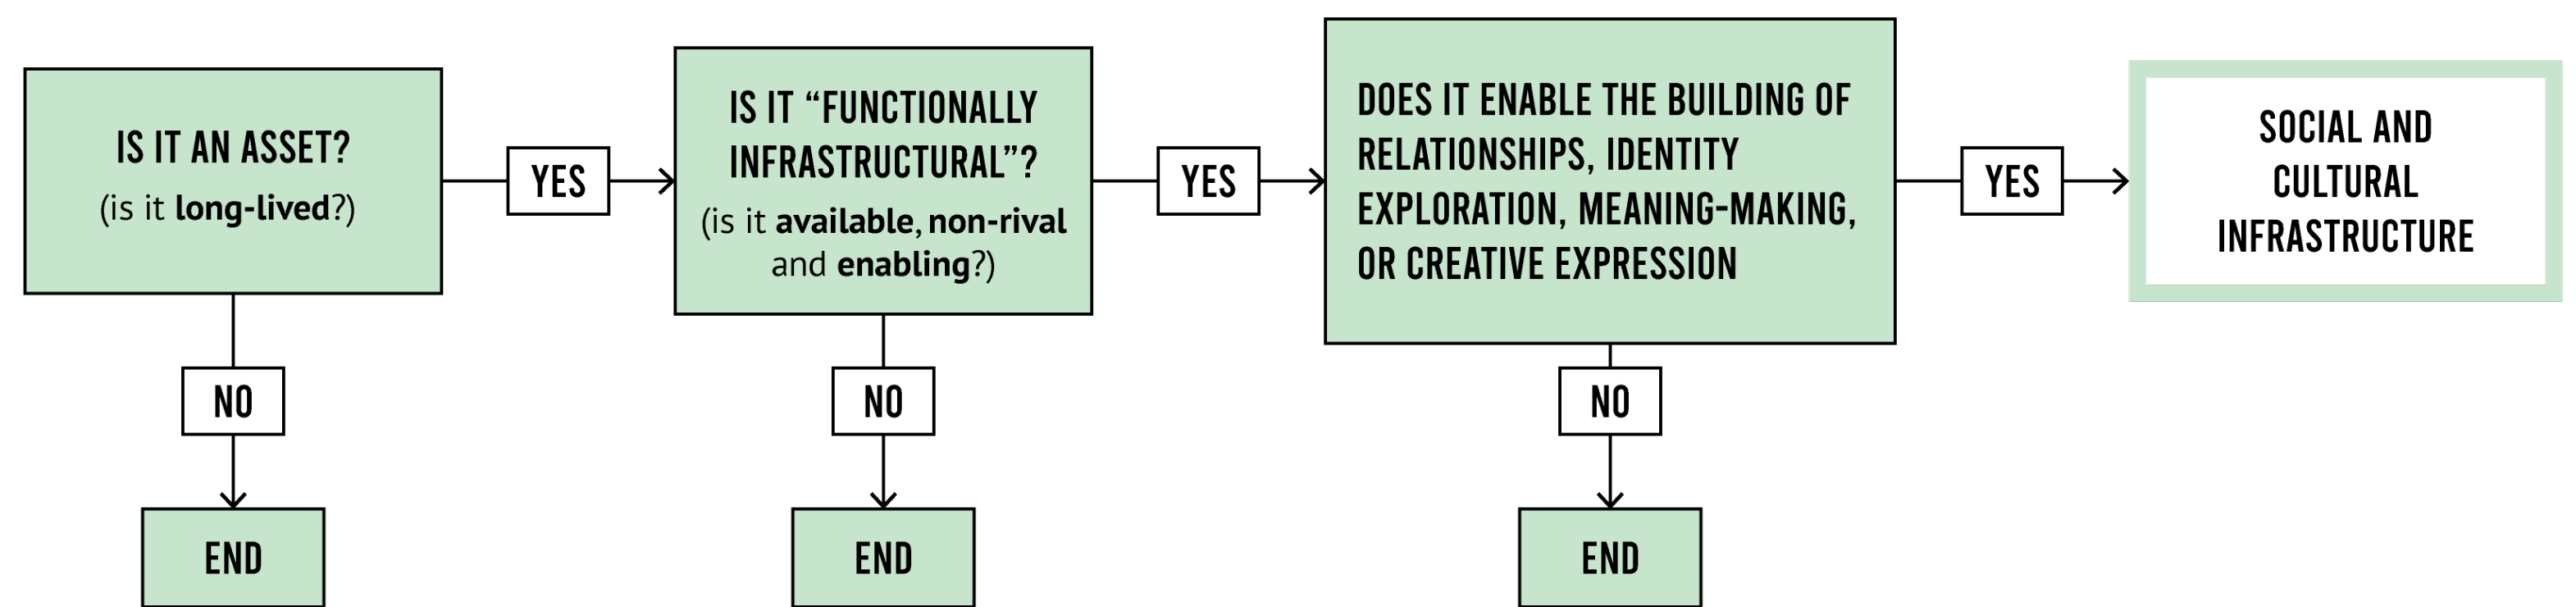 IS IT AN ASSET?
(is it long-lived?)
YES
IS IT “FUNCTIONALLY
INFRASTRUCTURAL”?
(is it available, non-rival
and enabling?)
YES
DOES IT ENABLE THE BUILDING OF
RELATIONSHIPS, IDENTITY
EXPLORATION, MEANING-MAKING,
OR CREATIVE EXPRESSION
YES
SOCIAL AND
CULTURAL
INFRASTRUCTURE
NO
NO
NO
END
END
END